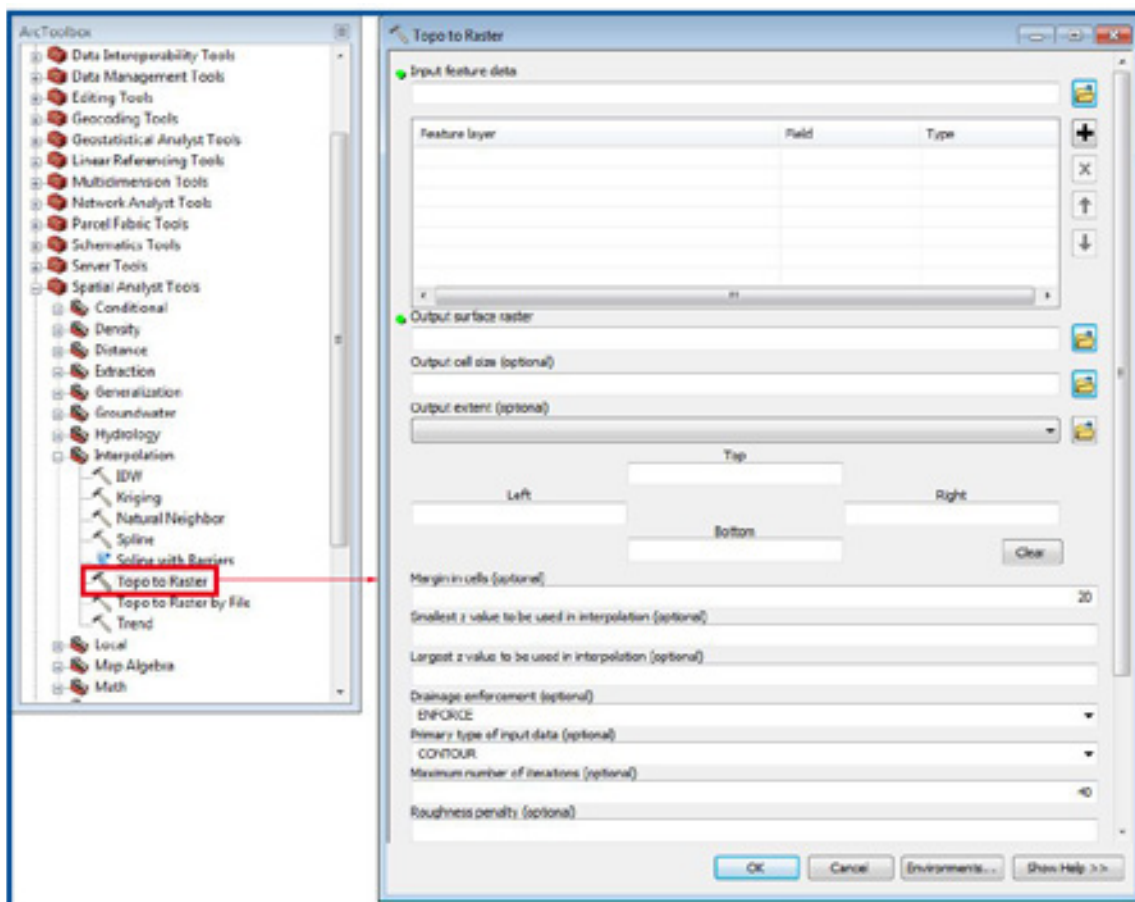 ArcToolbox
Data Interoperability Tools
Data Management Tools
Editing Tools
Geocoding Tools
Geostatistical Analyst Tools
Linear Referencing Tools
Multidimension Tools
Network Analyst Tools
Parcel Fabric Tools
Schematics Tools
Server Tools
Spatial Analyst Tools
Conditional
Density
Distance
Extraction
Generalization
Groundwater
Hydrology
Interpolation
IDW
Kriging
Natural Neighbor
Spline
Spline with Barriers
Topo to Raster
Topo to Raster by File
Trend
Local
Map Algebra
Math
Topo to Raster
Input feature data
Feature layer Field Type
Output surface raster
Output cell size (optional)
Output extent (optional)
Top
Left Right
Bottom
Clear
Margin in cells (optional)
20
Smallest z value to be used in interpolation (optional)
Largest z value to be used in interpolation (optional)
Drainage enforcement (optional)
ENFORCE
Primary type of input data (optional)
CONTOUR
Maximum number of iterations (optional)
40
Roughness penalty (optional)
OK Cancel Environments... Show Help >>